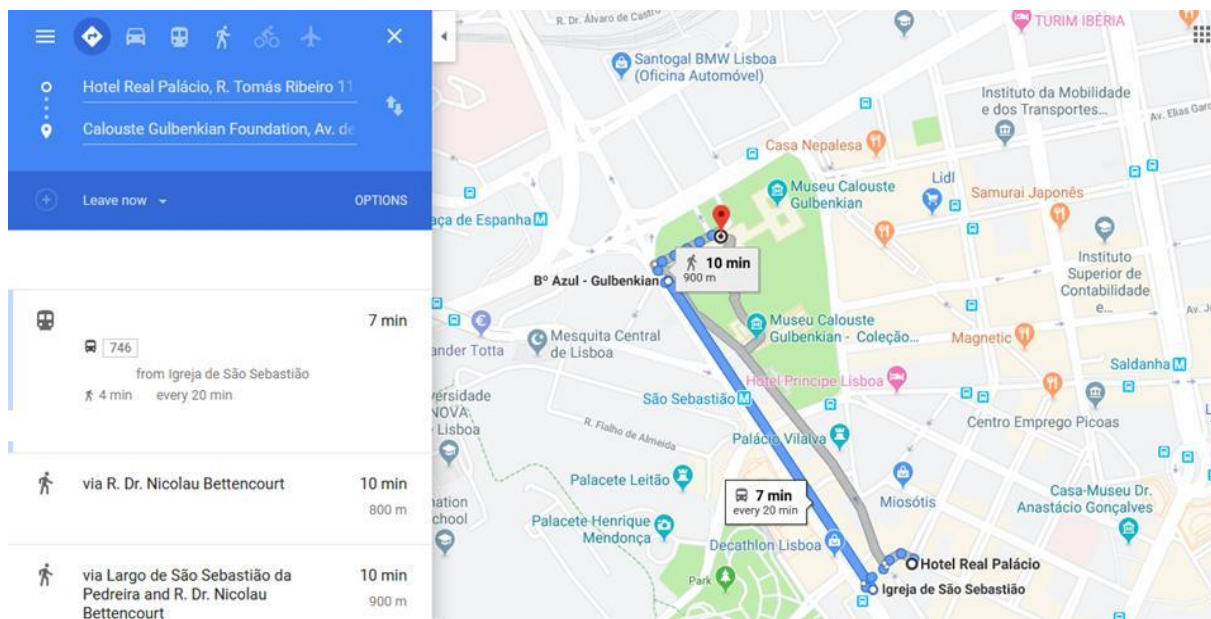 Hotel Real Palácio, R. Tomás Ribeiro 11
Calouste Gulbenkian Foundation, Av. de
Leave now
OPTIONS
7 min
746
from Igreja de São Sebastião
4 min every 20 min
via R. Dr. Nicolau Bettencourt
10 min
800 m
via Largo de São Sebastião da
Pedreira and R. Dr. Nicolau
Bettencourt
10 min
900 m
R. Dr. Álvaro de Castro
TURIM IBÉRIA
Santogal BMW Lisboa
(Oficina Automóvel)
Instituto da Mobilidade
e dos Transportes...
Av. Elias Garc
Casa Nepalesa
Museu Calouste
Gulbenkian
Lidl
Samurai Japonês
aça de Espanha M
10 min
900 m
Bº Azul - Gulbenkian
Instituto
Superior de
Contabilidade
e...
Av. J
Museu Calouste
Gulbenkian - Coleção...
Magnetic
ander Totta
Mesquita Central
de Lisboa
Saldanha M
Hotel Principe Lisboa
São Sebastião M
ersidade
NOVA
Lisboa
R. Fialho de Almeida
Palácio Vilalva
Centro Emprego Picoas
Palacete Leitão
7 min
every 20 min
Miosótis
Casa-Museu Dr.
Anastácio Gonçalves
mation
chool
Palacete Henrique
Mendonça
Decathlon Lisboa
Hotel Real Palácio
Park
Igreja de São Sebastião